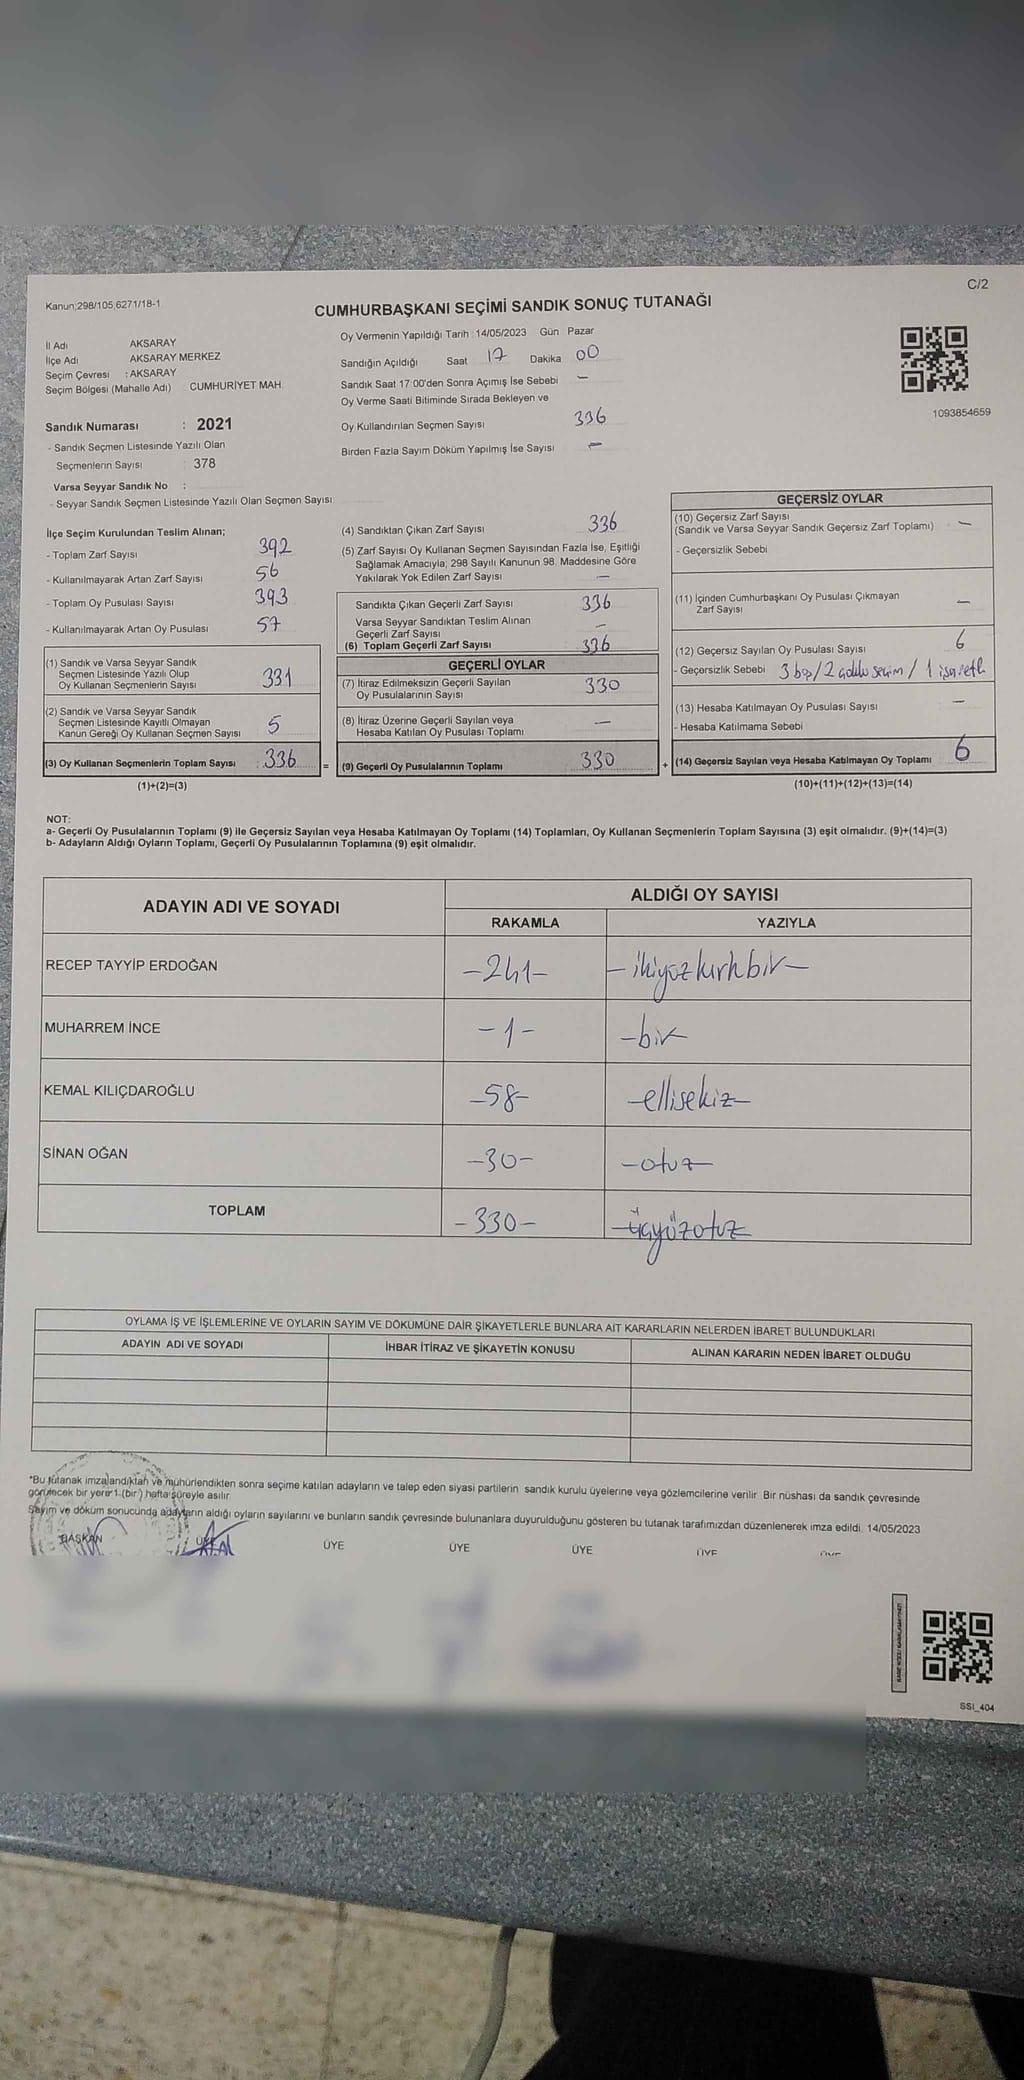 C/2
Kanun;298/105,6271/18-1
CUMHURBAŞKANI SEÇİMİ SANDIK SONUÇ TUTANAĞI
İl Adı AKSARAY
İlçe Adı AKSARAY MERKEZ
Seçim Çevresi : AKSARAY
Seçim Bölgesi (Mahalle Adı) CUMHURİYET MAH.
Sandık Numarası : 2021
- Sandık Seçmen Listesinde Yazılı Olan
Seçmenlerin Sayısı : 378
Varsa Seyyar Sandık No :
- Seyyar Sandık Seçmen Listesinde Yazılı Olan Seçmen Sayısı:
Oy Vermenin Yapıldığı Tarih : 14/05/2023 Gün Pazar
Sandığın Açıldığı Saat 17 Dakika 00
Sandık Saat 17:00'den Sonra Açımış İse Sebebi —
Oy Verme Saati Bitiminde Sırada Bekleyen ve
Oy Kullandırılan Seçmen Sayısı 336
Birden Fazla Sayım Döküm Yapılmış İse Sayısı —
1093854659
İlçe Seçim Kurulundan Teslim Alınan;
- Toplam Zarf Sayısı 392
- Kullanılmayarak Artan Zarf Sayısı 56
- Toplam Oy Pusulası Sayısı 393
- Kullanılmayarak Artan Oy Pusulası 57
(1) Sandık ve Varsa Seyyar Sandık
Seçmen Listesinde Yazılı Olup
Oy Kullanan Seçmenlerin Sayısı 331
(2) Sandık ve Varsa Seyyar Sandık
Seçmen Listesinde Kayıtlı Olmayan
Kanun Gereği Oy Kullanan Seçmen Sayısı 5
(3) Oy Kullanan Seçmenlerin Toplam Sayısı : 336 =
(1)+(2)=(3)
(4) Sandıktan Çıkan Zarf Sayısı 336
(5) Zarf Sayısı Oy Kullanan Seçmen Sayısından Fazla İse, Eşitliği
Sağlamak Amacıyla; 298 Sayılı Kanunun 98. Maddesine Göre
Yakılarak Yok Edilen Zarf Sayısı —
Sandıkta Çıkan Geçerli Zarf Sayısı 336
Varsa Seyyar Sandıktan Teslim Alınan
Geçerli Zarf Sayısı —
(6) Toplam Geçerli Zarf Sayısı 336
GEÇERLİ OYLAR
(7) İtiraz Edilmeksizin Geçerli Sayılan
Oy Pusulalarının Sayısı 330
(8) İtiraz Üzerine Geçerli Sayılan veya
Hesaba Katılan Oy Pusulası Toplamı —
(9) Geçerli Oy Pusulalarının Toplamı 330 +
GEÇERSİZ OYLAR
(10) Geçersiz Zarf Sayısı
(Sandık ve Varsa Seyyar Sandık Geçersiz Zarf Toplamı) —
- Geçersizlik Sebebi
(11) İçinden Cumhurbaşkanı Oy Pusulası Çıkmayan
Zarf Sayısı —
(12) Geçersiz Sayılan Oy Pusulası Sayısı 6
- Geçersizlik Sebebi 3 boş / 2 adaylı seçim / 1 işaretli
(13) Hesaba Katılmayan Oy Pusulası Sayısı —
- Hesaba Katılmama Sebebi
(14) Geçersiz Sayılan veya Hesaba Katılmayan Oy Toplamı 6
(10)+(11)+(12)+(13)=(14)
NOT:
a- Geçerli Oy Pusulalarının Toplamı (9) ile Geçersiz Sayılan veya Hesaba Katılmayan Oy Toplamı (14) Toplamları, Oy Kullanan Seçmenlerin Toplam Sayısına (3) eşit olmalıdır. (9)+(14)=(3)
b- Adayların Aldığı Oyların Toplamı, Geçerli Oy Pusulalarının Toplamına (9) eşit olmalıdır.
ADAYIN ADI VE SOYADI ALDIĞI OY SAYISI
RAKAMLA YAZIYLA
RECEP TAYYİP ERDOĞAN -241- -ikiyüzkırkbir-
MUHARREM İNCE -1- -bir-
KEMAL KILIÇDAROĞLU -58- -ellisekiz-
SİNAN OĞAN -30- -otuz-
TOPLAM -330- -üçyüzotuz-
OYLAMA İŞ VE İŞLEMLERİNE VE OYLARIN SAYIM VE DÖKÜMÜNE DAİR ŞİKAYETLERLE BUNLARA AİT KARARLARIN NELERDEN İBARET BULUNDUKLARI
ADAYIN ADI VE SOYADI İHBAR İTİRAZ VE ŞİKAYETİN KONUSU ALINAN KARARIN NEDEN İBARET OLDUĞU
*Bu tutanak imzalandıktan ve mühürlendikten sonra seçime katılan adayların ve talep eden siyasi partilerin sandık kurulu üyelerine veya gözlemcilerine verilir. Bir nüshası da sandık çevresinde
görülecek bir yere 1 (bir) hafta süreyle asılır.
Sayım ve döküm sonucunda adayların aldığı oyların sayılarını ve bunların sandık çevresinde bulunanlara duyurulduğunu gösteren bu tutanak tarafımızdan düzenlenerek imza edildi. 14/05/2023
BAŞKAN ÜYE ÜYE ÜYE ÜYE ÜYE ÜYE
SSI_404